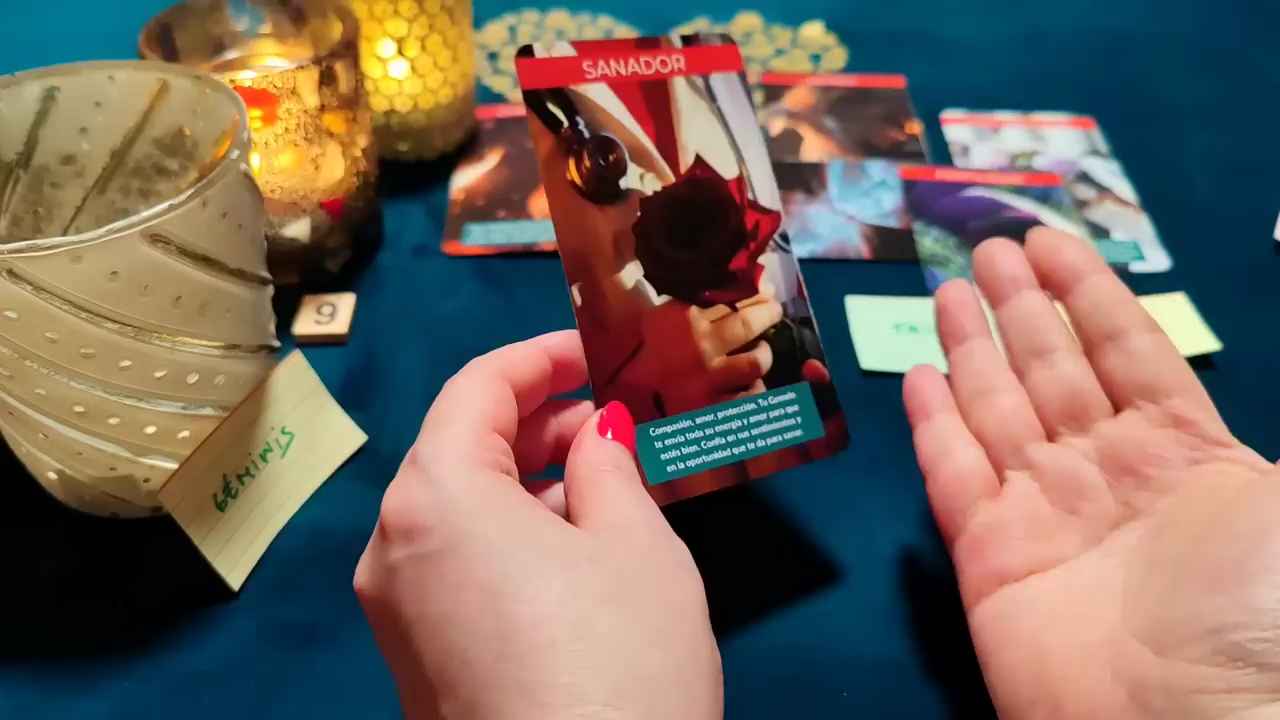 SANADOR
9
GÉMINIS
Compasión, amor, protección. Tu Gemelo
te envía toda su energía y amor para que
estés bien. Confía en sus sentimientos y
en la oportunidad que te da para sanar.